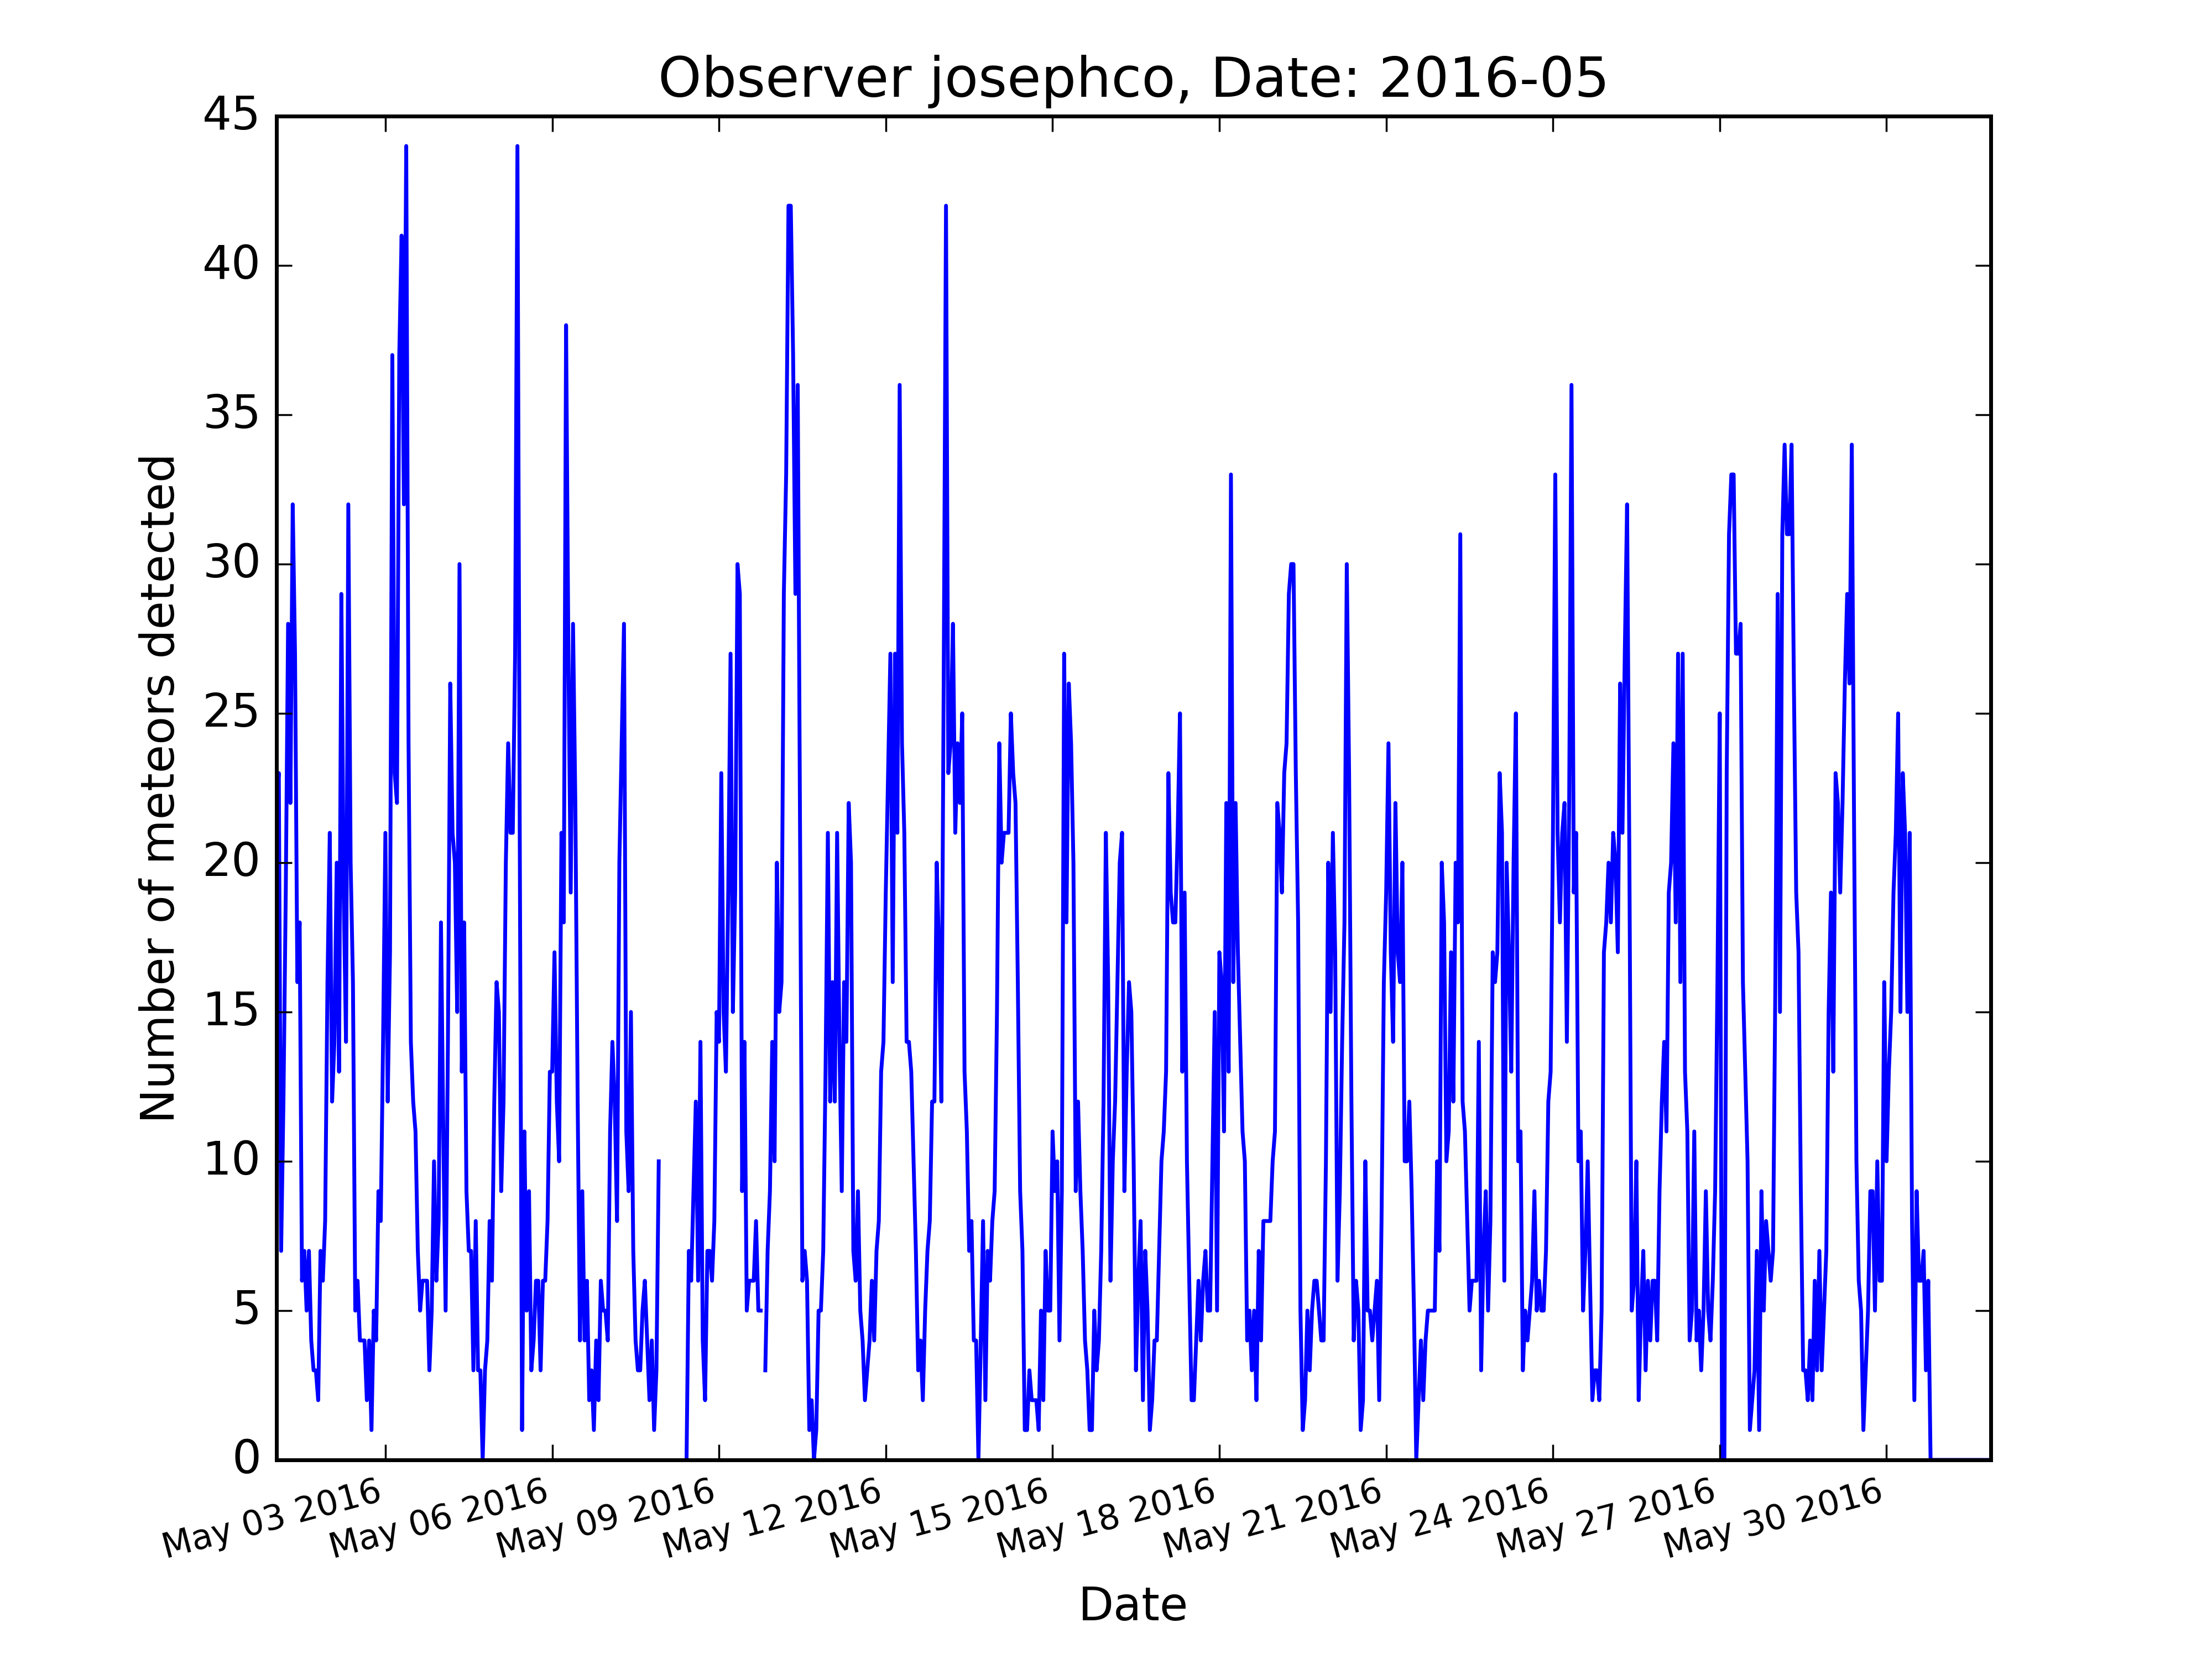 Observer josephco, Date: 2016-05
45
40
35
30
25
20
15
10
5
0
Number of meteors detected
May 03 2016
May 06 2016
May 09 2016
May 12 2016
May 15 2016
May 18 2016
May 21 2016
May 24 2016
May 27 2016
May 30 2016
Date